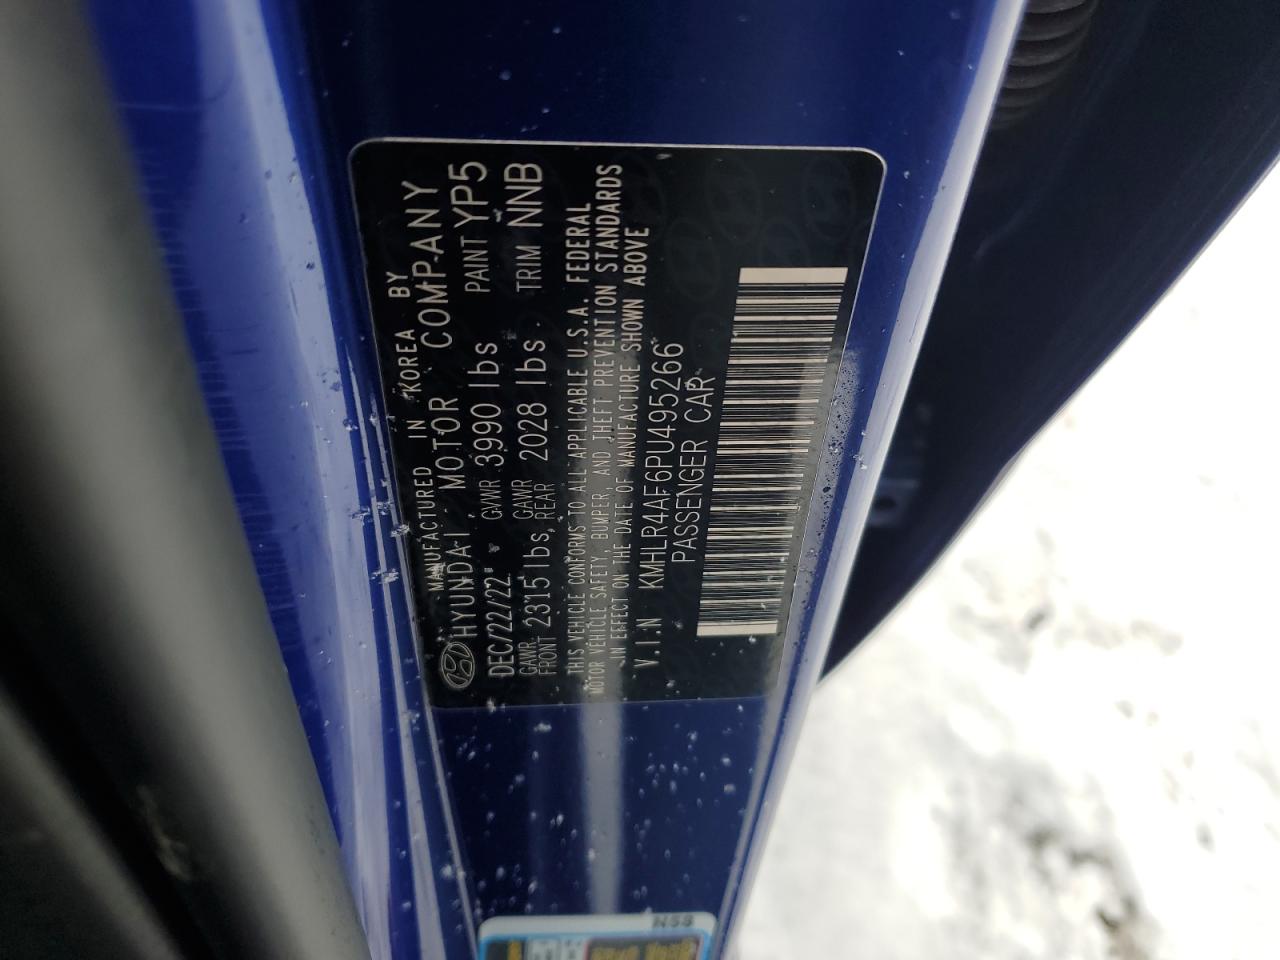 MANUFACTURED IN KOREA BY
HYUNDAI MOTOR COMPANY
DEC/22/22 GVWR 3990 lbs PAINT YP5
GAWR FRONT 2315 lbs, GAWR REAR 2028 lbs. TRIM NNB
THIS VEHICLE CONFORMS TO ALL APPLICABLE U.S.A. FEDERAL
MOTOR VEHICLE SAFETY, BUMPER, AND THEFT PREVENTION STANDARDS
IN EFFECT ON THE DATE OF MANUFACTURE SHOWN ABOVE
V.I.N KMHLR4AF6PU495266
PASSENGER CAR